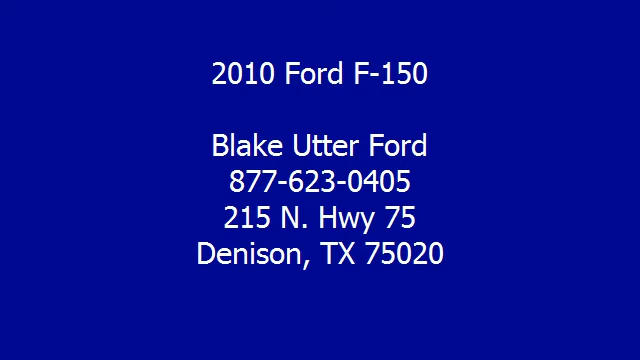 2010 Ford F-150
Blake Utter Ford
877-623-0405
215 N. Hwy 75
Denison, TX 75020